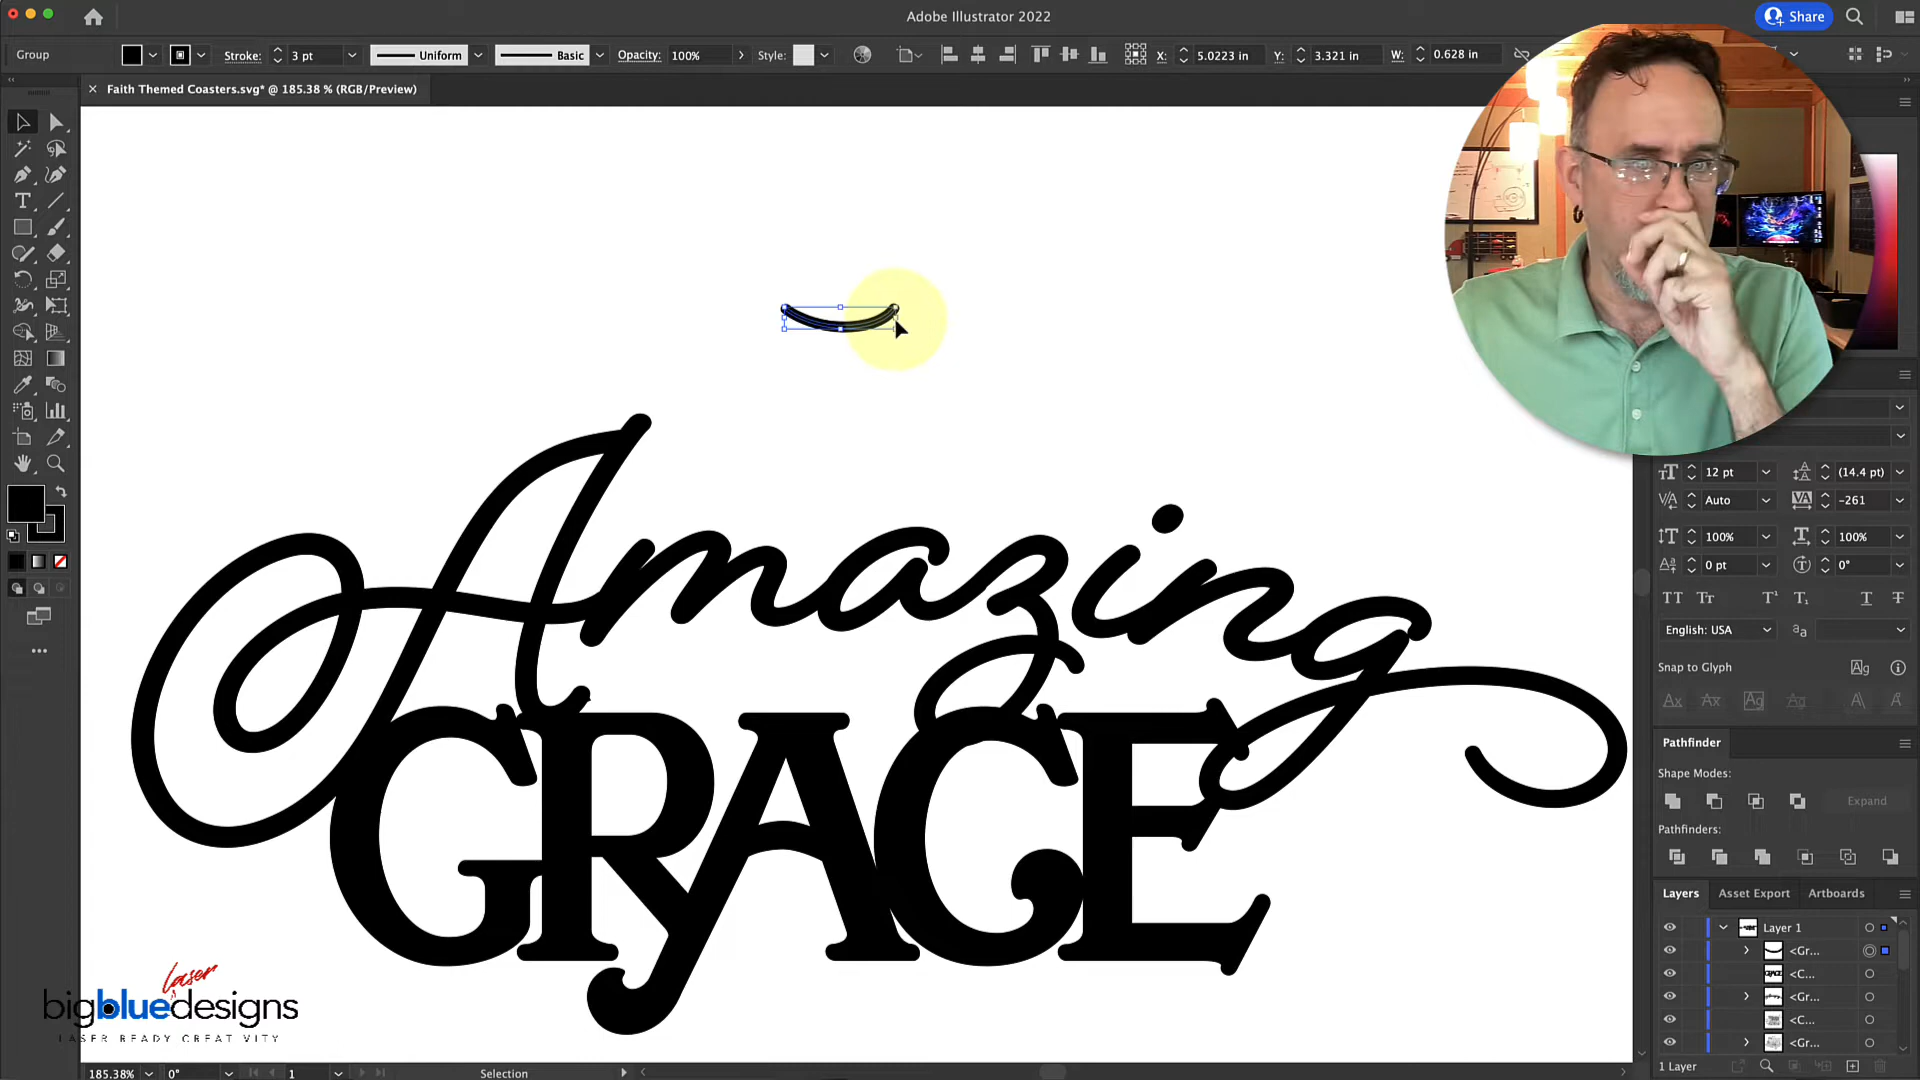 Adobe Illustrator 2022
Share
Group
Stroke:
3 pt
Uniform
Basic
Opacity:
100%
Style:
X:
5.0223 in
Y:
3.321 in
W:
0.628 in
× Faith Themed Coasters.svg* @ 185.38 % (RGB/Preview)
Amazing
GRACE
12 pt
(14.4 pt)
Auto
-261
100%
100%
0 pt
0°
English: USA
Snap to Glyph
Pathfinder
Shape Modes:
Expand
Pathfinders:
Layers
Asset Export
Artboards
Layer 1
<Gr...
<C...
<Gr...
<C...
<Gr...
1 Layer
laser
bigbluedesigns
LASER READY CREATIVITY
185.38%
0°
1
Selection